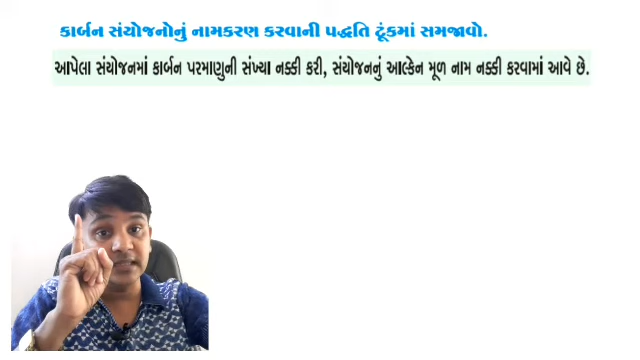 કાર્બન સંયોજનોનું નામકરણ કરવાની પદ્ધતિ ટૂંકમાં સમજાવો.
આપેલા સંયોજનમાં કાર્બન પરમાણુની સંખ્યા નક્કી કરી, સંયોજનનું આલ્કેન મૂળ નામ નક્કી કરવામાં આવે છે.